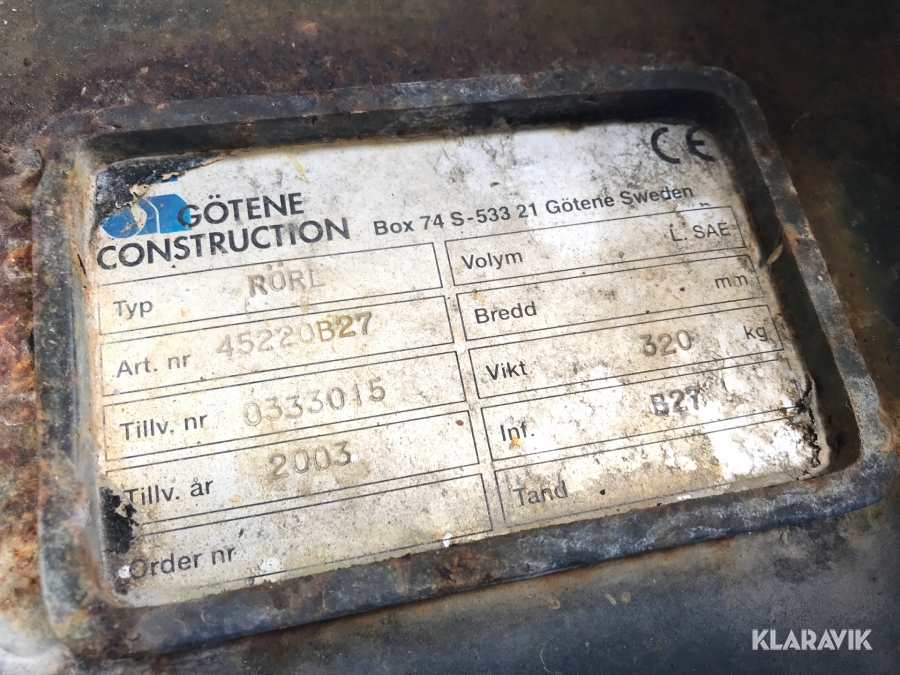 CE
GÖTENE
CONSTRUCTION Box 74 S-533 21 Götene Sweden
Typ RÖRL
Volym L. SAE
Art. nr 45220B27
Bredd mm
Tillv. nr 0333015
Vikt 320 kg
Tillv. år 2003
Inf. B27
Order nr
Tand
KLARAVIK